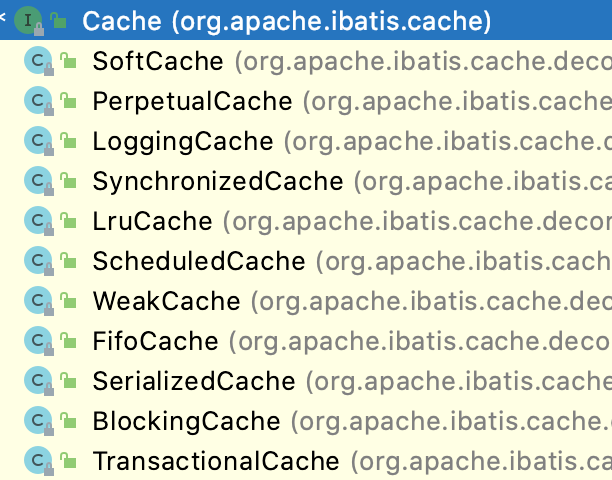 Cache (org.apache.ibatis.cache)
SoftCache (org.apache.ibatis.cache.deco
PerpetualCache (org.apache.ibatis.cache
LoggingCache (org.apache.ibatis.cache.d
SynchronizedCache (org.apache.ibatis.ca
LruCache (org.apache.ibatis.cache.decor
ScheduledCache (org.apache.ibatis.cach
WeakCache (org.apache.ibatis.cache.dec
FifoCache (org.apache.ibatis.cache.deco
SerializedCache (org.apache.ibatis.cache
BlockingCache (org.apache.ibatis.cache.
TransactionalCache (org.apache.ibatis.ca